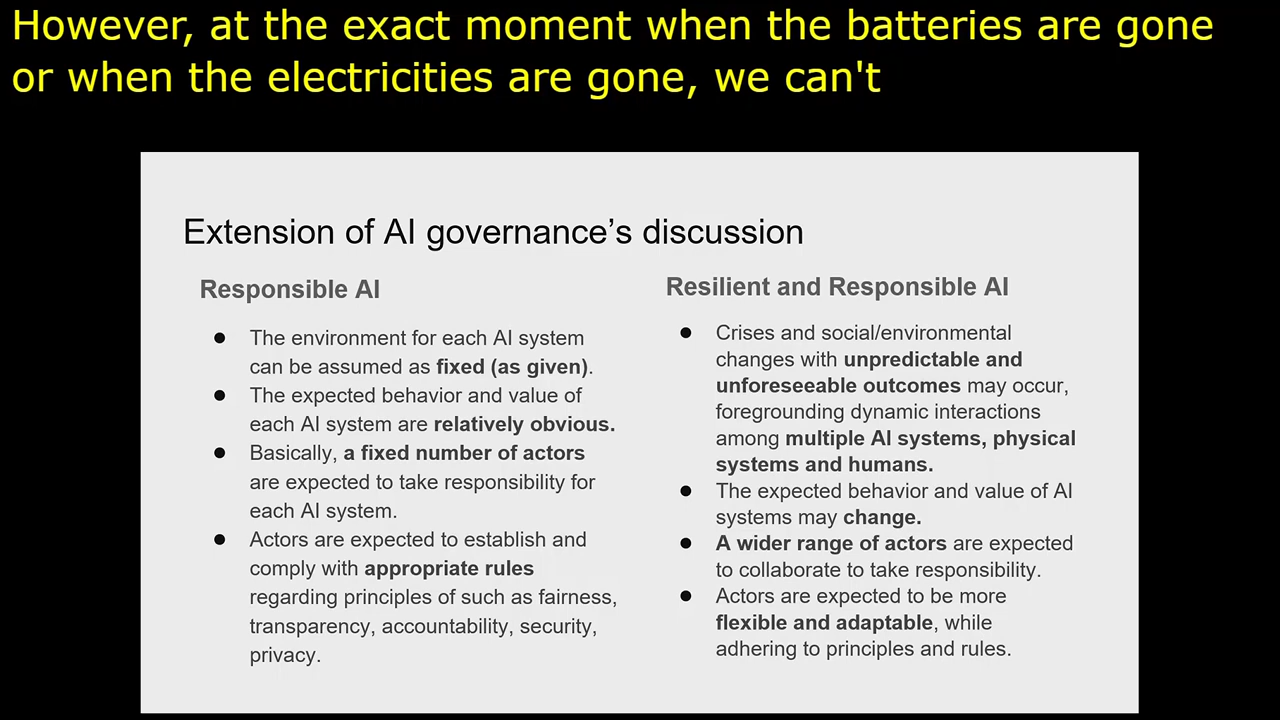 However, at the exact moment when the batteries are gone
or when the electricities are gone, we can't
Extension of AI governance’s discussion
Responsible AI
● The environment for each AI system
can be assumed as fixed (as given).
● The expected behavior and value of
each AI system are relatively obvious.
● Basically, a fixed number of actors
are expected to take responsibility for
each AI system.
● Actors are expected to establish and
comply with appropriate rules
regarding principles of such as fairness,
transparency, accountability, security,
privacy.
Resilient and Responsible AI
● Crises and social/environmental
changes with unpredictable and
unforeseeable outcomes may occur,
foregrounding dynamic interactions
among multiple AI systems, physical
systems and humans.
● The expected behavior and value of AI
systems may change.
● A wider range of actors are expected
to collaborate to take responsibility.
● Actors are expected to be more
flexible and adaptable, while
adhering to principles and rules.